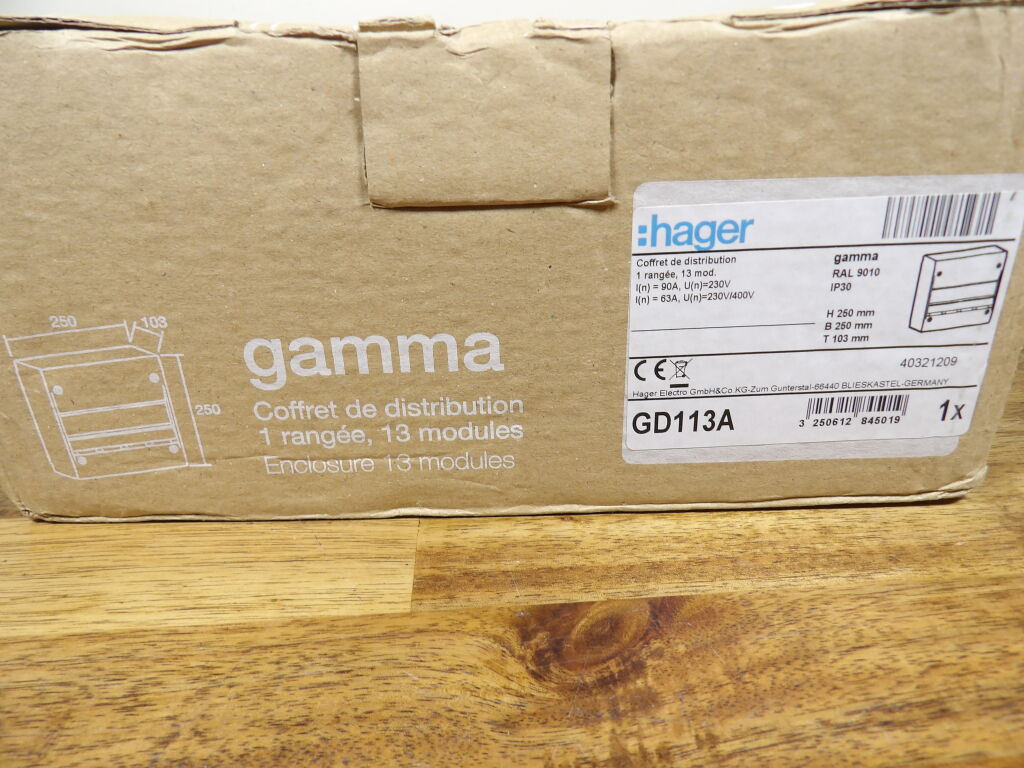 250
103
250
gamma
Coffret de distribution
1 rangée, 13 modules
Enclosure 13 modules
:hager
Coffret de distribution
1 rangée, 13 mod.
I(n) = 90A, U(n)=230V
I(n) = 63A, U(n)=230V/400V
gamma
RAL 9010
IP30
H 250 mm
B 250 mm
T 103 mm
CE
40321209
Hager Electro GmbH&Co.KG-Zum Gunterstal-66440 BLIESKASTEL-GERMANY
GD113A
3 250612 845019
1x